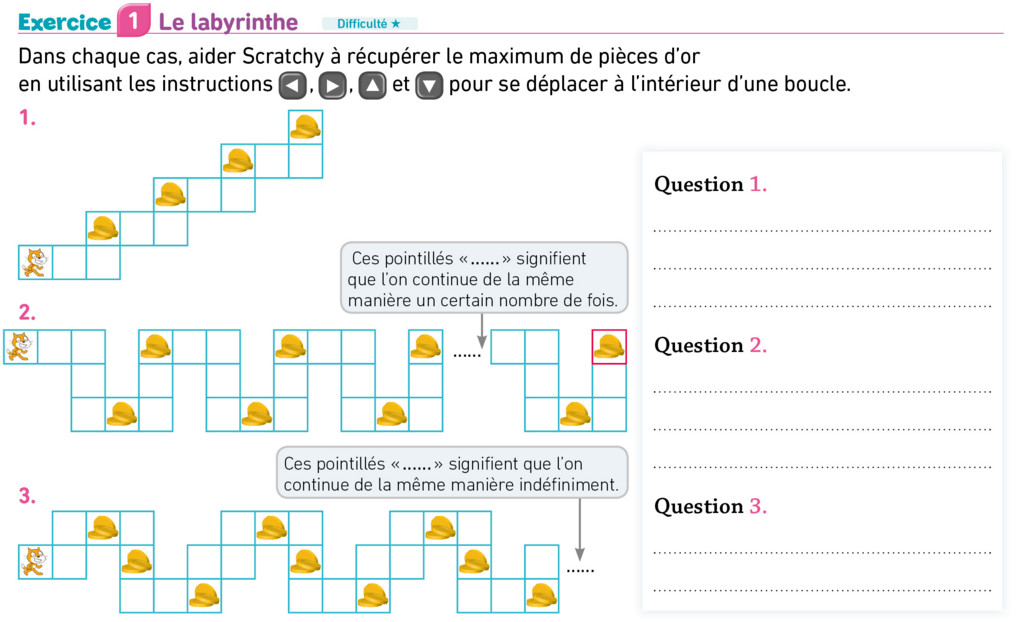 Exercice 1 Le labyrinthe Difficulté ★
Dans chaque cas, aider Scratchy à récupérer le maximum de pièces d'or
en utilisant les instructions ◀, ▶, ▲ et ▼ pour se déplacer à l'intérieur d'une boucle.
1.
Ces pointillés « ...... » signifient
que l'on continue de la même
manière un certain nombre de fois.
2.
......
Ces pointillés « ...... » signifient que l'on
continue de la même manière indéfiniment.
3.
......
Question 1.
Question 2.
Question 3.